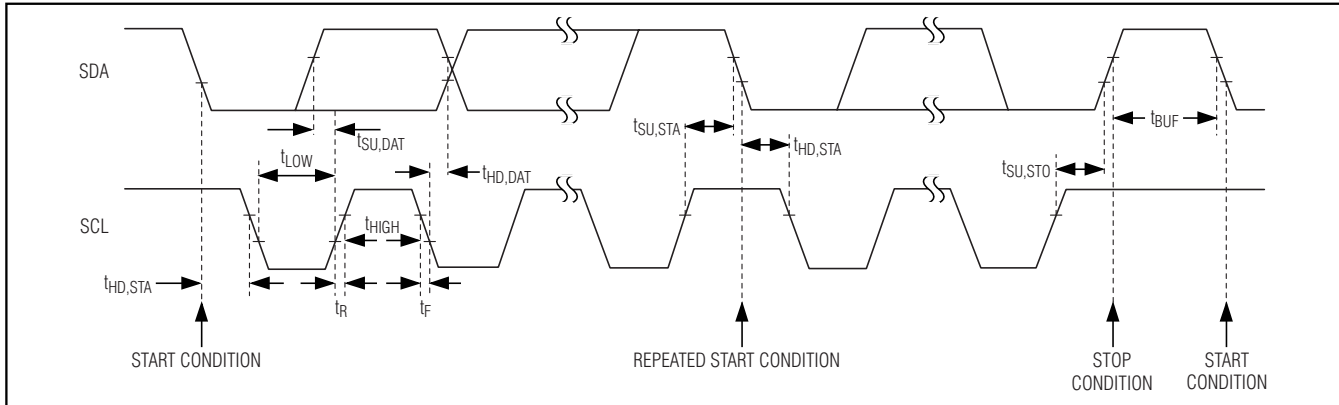 SDA
tSU,DAT
tLOW
tHD,DAT
tSU,STA
tHD,STA
tBUF
tSU,STO
SCL
tHIGH
tHD,STA
tR
tF
START CONDITION
REPEATED START CONDITION
STOP
CONDITION
START
CONDITION